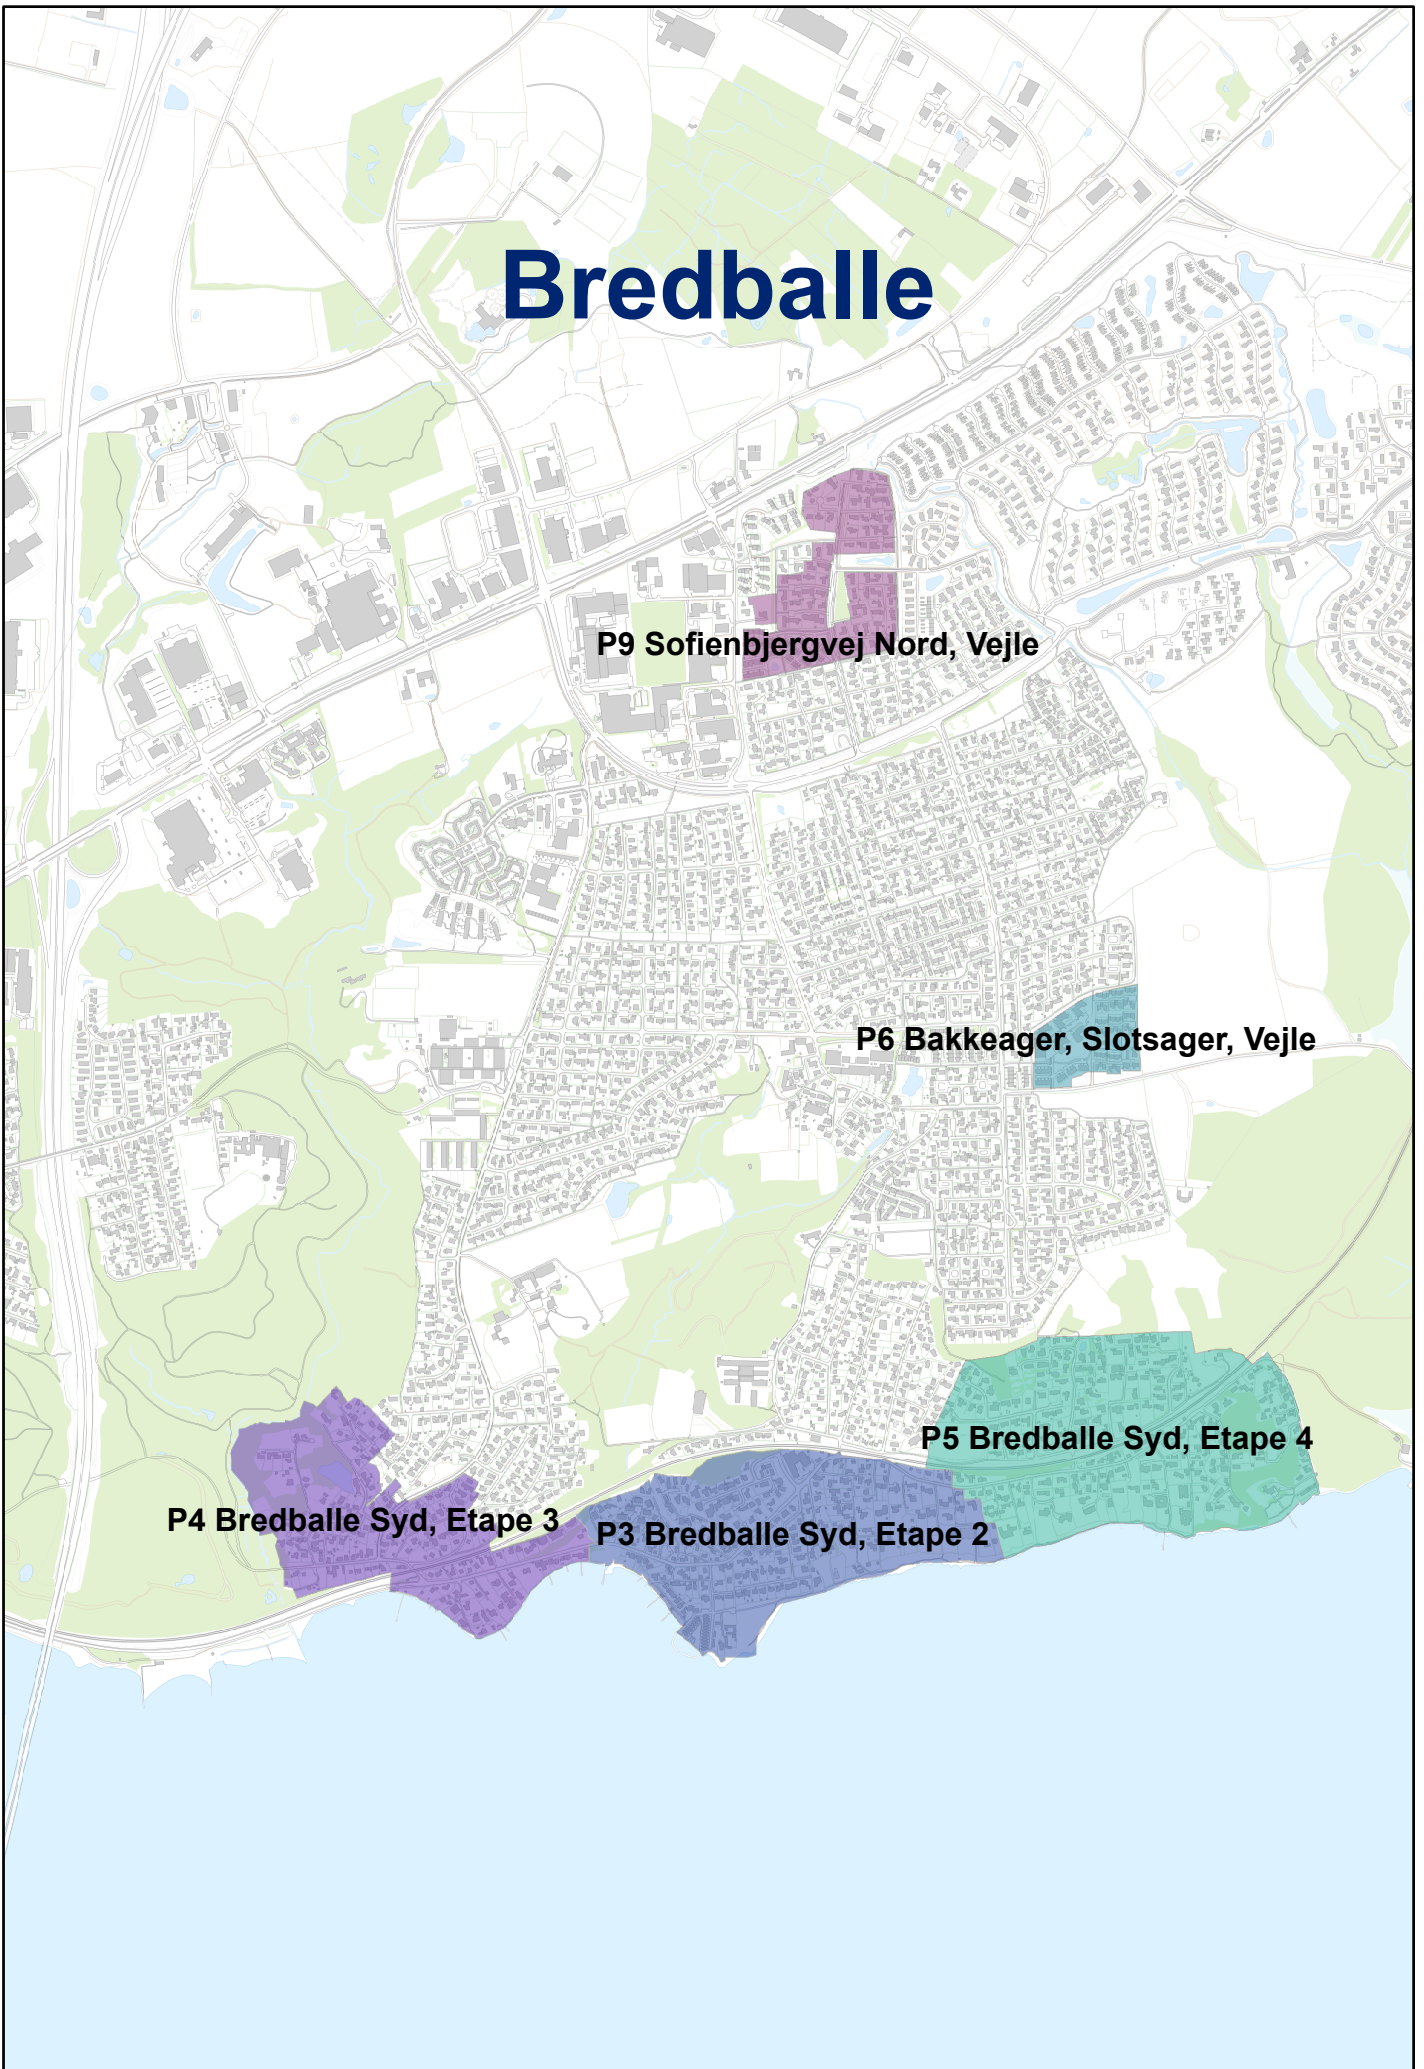 Bredballe
P9 Sofienbjergvej Nord, Vejle
P6 Bakkeager, Slotsager, Vejle
P5 Bredballe Syd, Etape 4
P4 Bredballe Syd, Etape 3
P3 Bredballe Syd, Etape 2